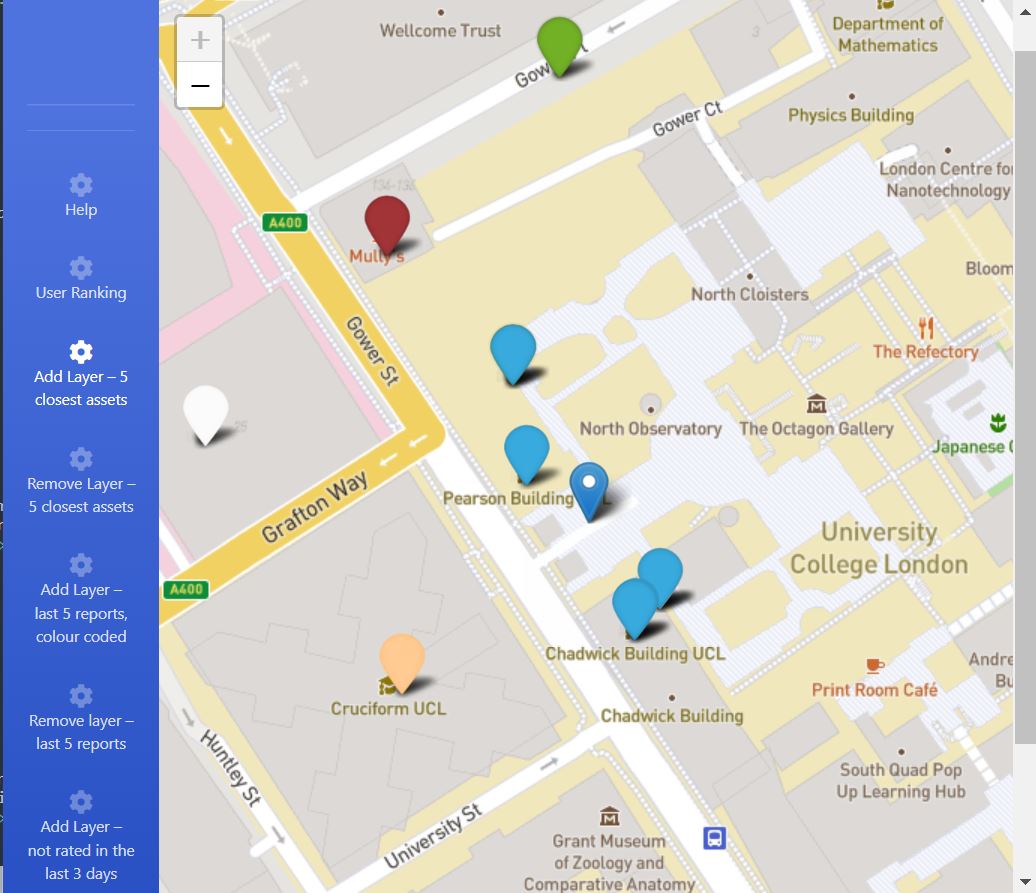 Help
User Ranking
Add Layer – 5
closest assets
Remove Layer –
5 closest assets
Add Layer –
last 5 reports,
colour coded
Remove layer –
last 5 reports
Add Layer –
not rated in the
last 3 days
+
−
Wellcome Trust
3
Department of
Mathematics
Gower Ct
Physics Building
London Centre for
Nanotechnology
A400
Mully's
North Cloisters
Gower St
The Refectory
25
North Observatory
The Octagon Gallery
Japanese
Pearson Building
Grafton Way
University
College London
A400
Chadwick Building UCL
Print Room Café
Cruciform UCL
Chadwick Building
Huntley St
South Quad Pop
Up Learning Hub
University St
Grant Museum
of Zoology and
Comparative Anatomy